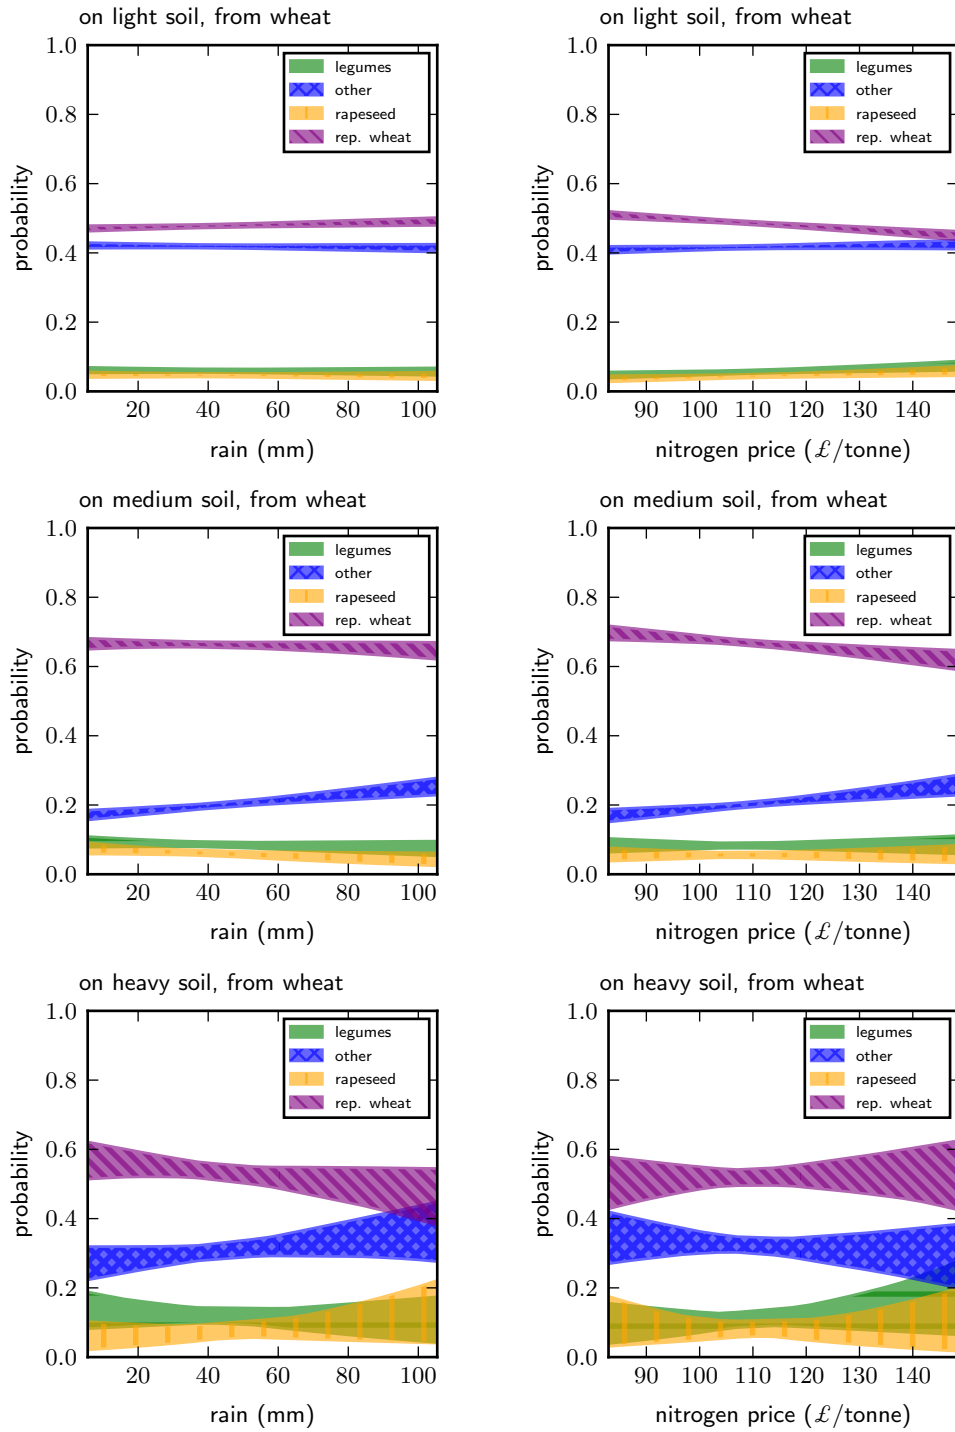 on light soil, from wheat
1.0
0.8
0.6
0.4
0.2
0.0
probability
legumes
other
rapeseed
rep. wheat
20 40 60 80 100
rain (mm)
on light soil, from wheat
1.0
0.8
0.6
0.4
0.2
0.0
probability
legumes
other
rapeseed
rep. wheat
90 100 110 120 130 140
nitrogen price (£/tonne)
on medium soil, from wheat
1.0
0.8
0.6
0.4
0.2
0.0
probability
legumes
other
rapeseed
rep. wheat
20 40 60 80 100
rain (mm)
on medium soil, from wheat
1.0
0.8
0.6
0.4
0.2
0.0
probability
legumes
other
rapeseed
rep. wheat
90 100 110 120 130 140
nitrogen price (£/tonne)
on heavy soil, from wheat
1.0
0.8
0.6
0.4
0.2
0.0
probability
legumes
other
rapeseed
rep. wheat
20 40 60 80 100
rain (mm)
on heavy soil, from wheat
1.0
0.8
0.6
0.4
0.2
0.0
probability
legumes
other
rapeseed
rep. wheat
90 100 110 120 130 140
nitrogen price (£/tonne)